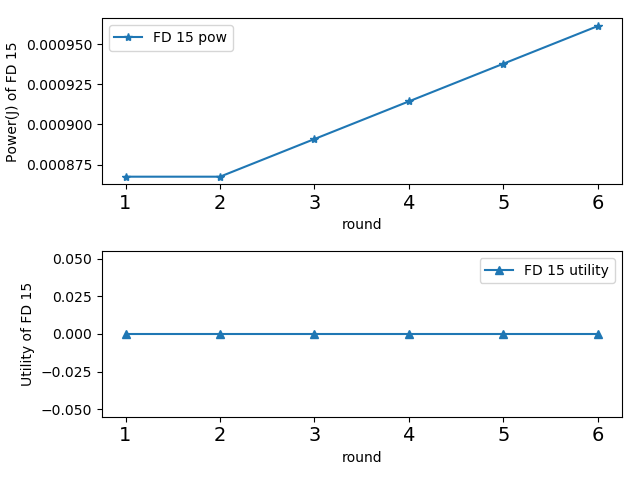 FD 15 pow
Power(J) of FD 15
0.000950
0.000925
0.000900
0.000875
1 2 3 4 5 6
round
FD 15 utility
Utility of FD 15
0.050
0.025
0.000
−0.025
−0.050
1 2 3 4 5 6
round